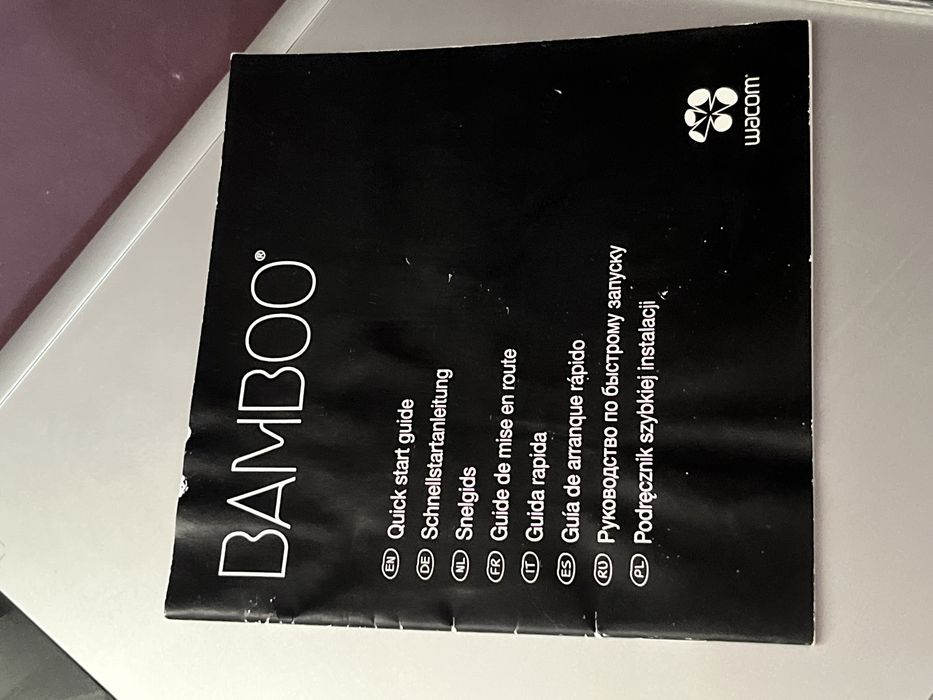 BAMBOO®
EN Quick start guide
DE Schnellstartanleitung
NL Snelgids
FR Guide de mise en route
IT Guida rapida
ES Guía de arranque rápido
RU Руководство по быстрому запуску
PL Podręcznik szybkiej instalacji
wacom